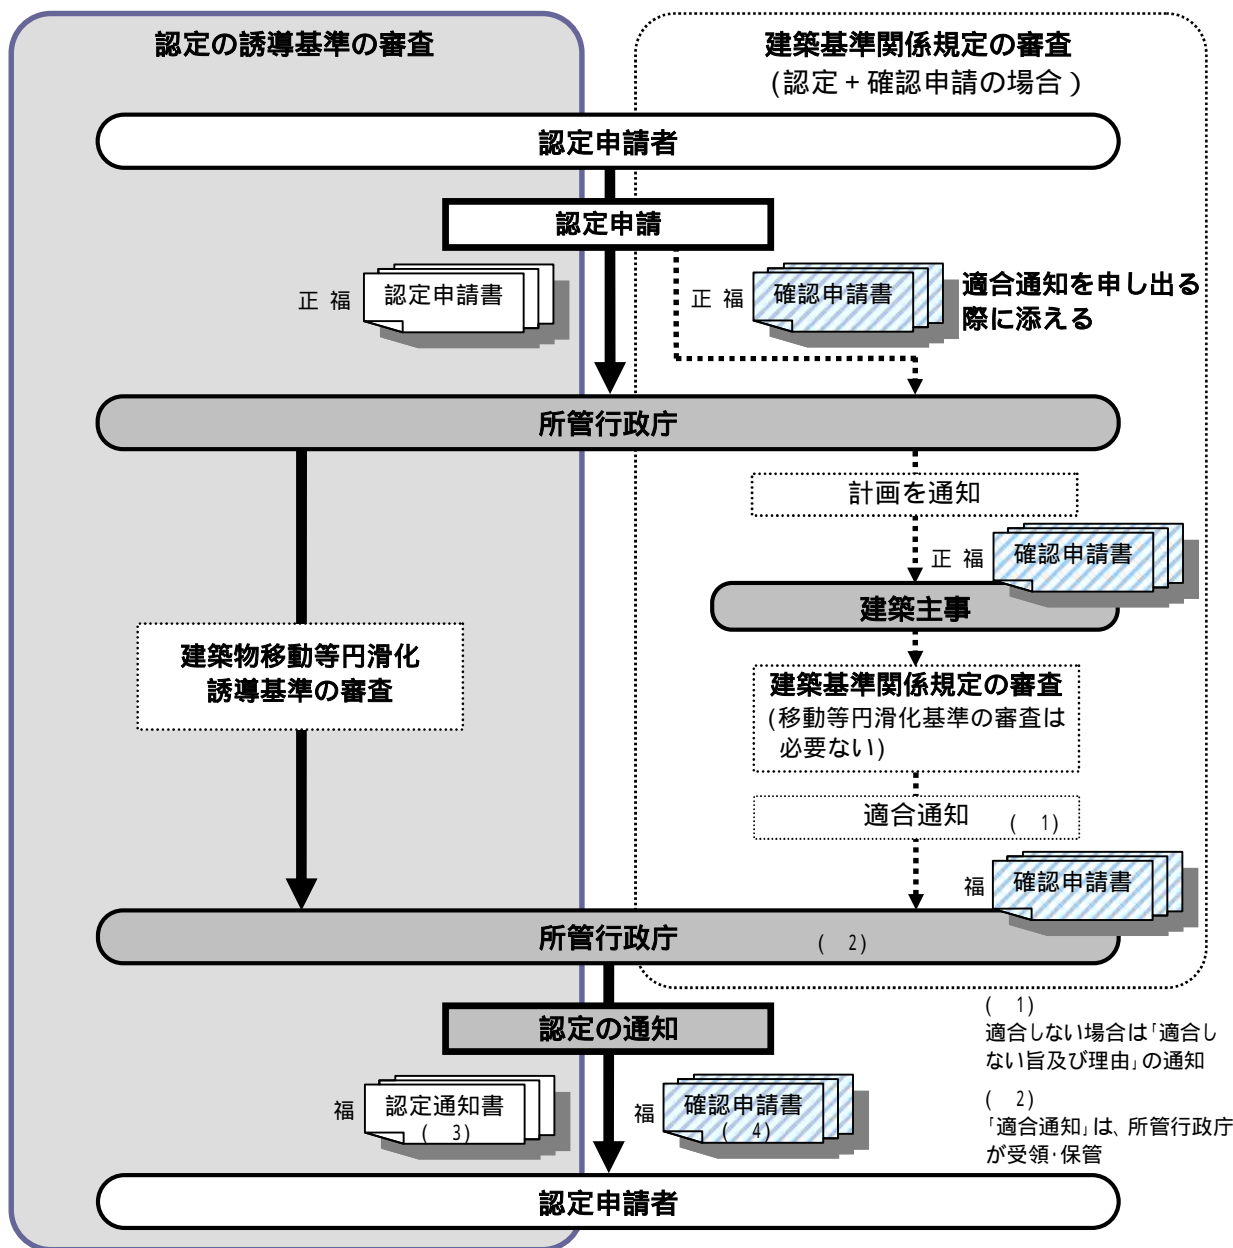 認定の誘導基準の審査
建築基準関係規定の審査
(認定+確認申請の場合)
認定申請者
認定申請
正 福
認定申請書
正 福
確認申請書
適合通知を申し出る
際に添える
所管行政庁
計画を通知
正 福
確認申請書
建築主事
建築物移動等円滑化
誘導基準の審査
建築基準関係規定の審査
(移動等円滑化基準の審査は
必要ない)
適合通知 ( 1)
福
確認申請書
所管行政庁 ( 2)
認定の通知
福
認定通知書
( 3)
福
確認申請書
( 4)
認定申請者
( 1)
適合しない場合は「適合し
ない旨及び理由」の通知
( 2)
「適合通知」は、所管行政庁
が受領・保管